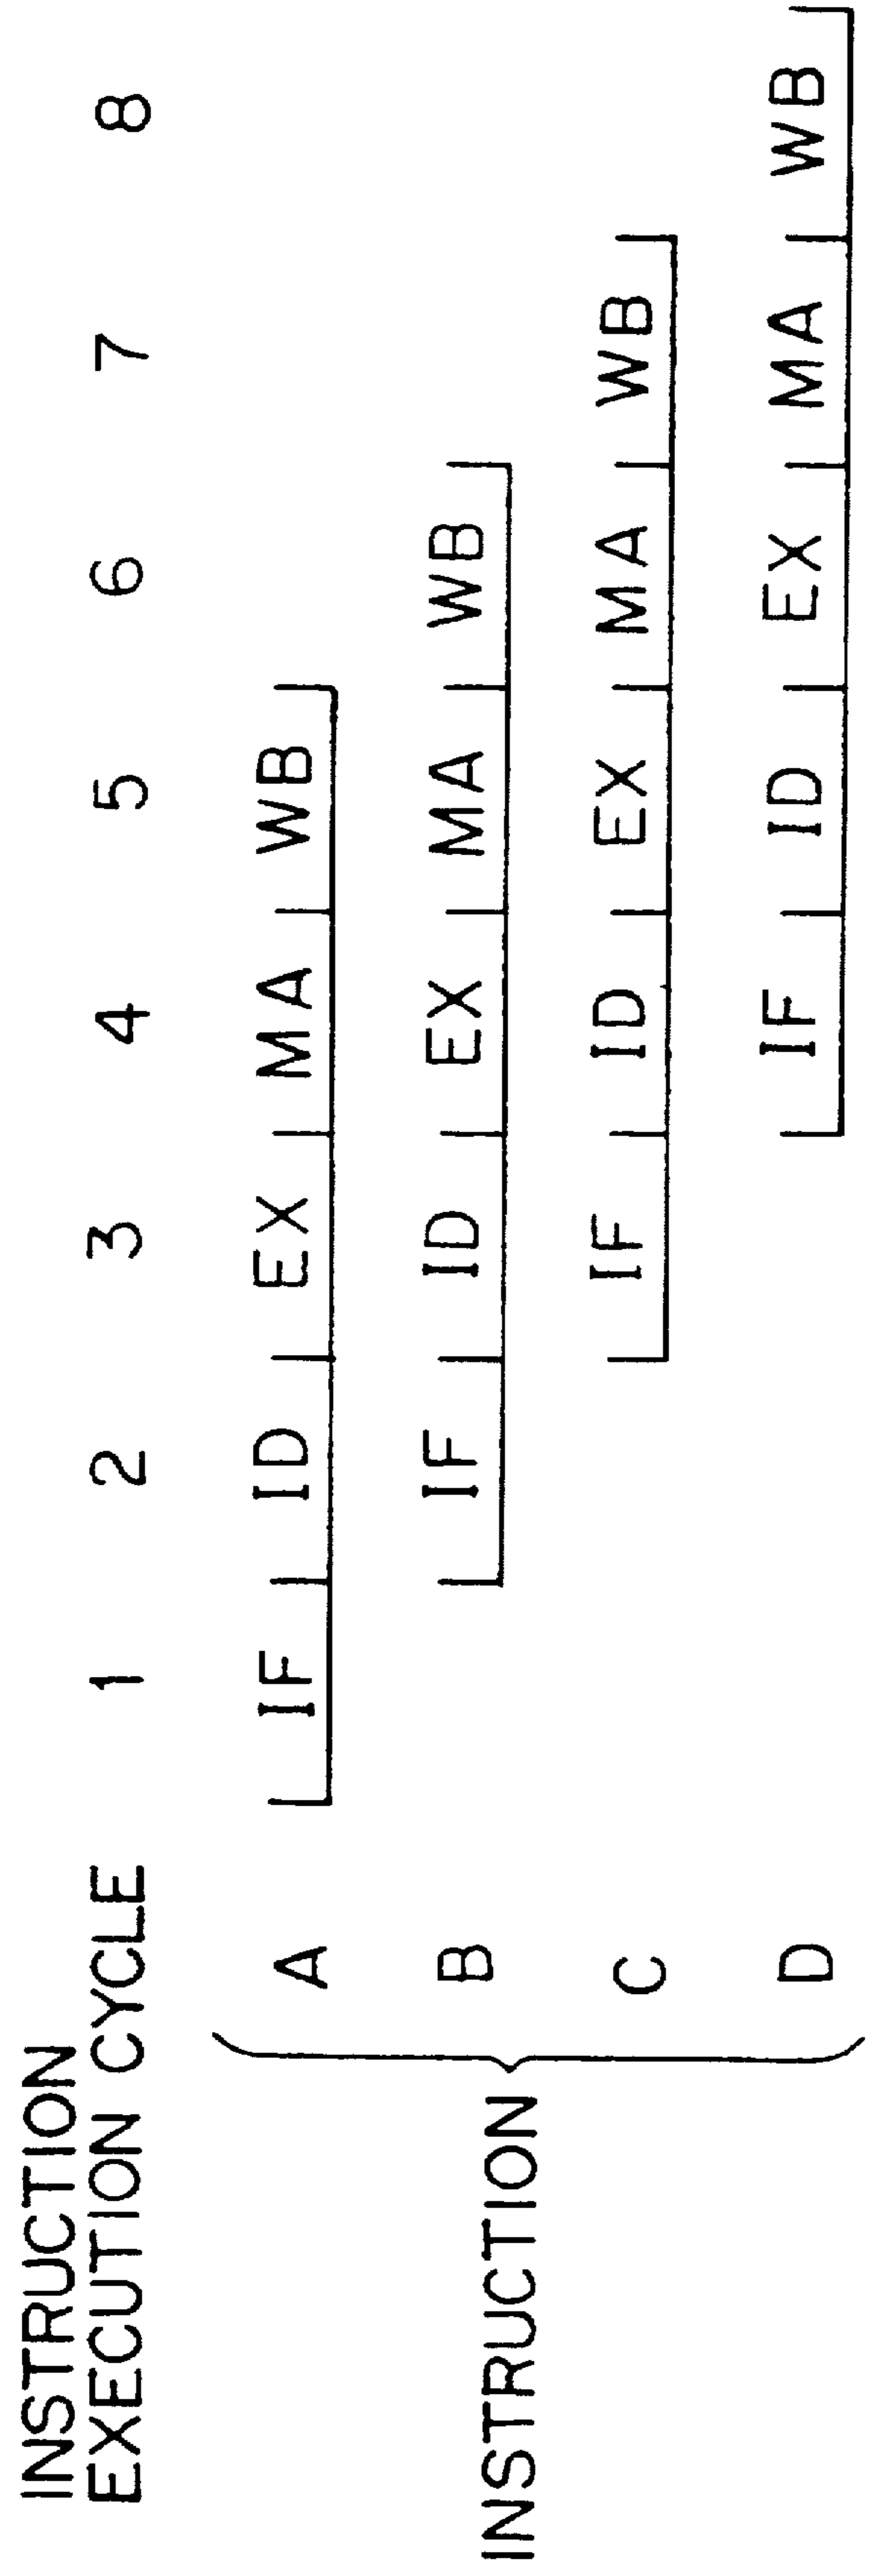 INSTRUCTION
EXECUTION CYCLE 1 2 3 4 5 6 7 8
A IF ID EX MA WB
B IF ID EX MA WB
INSTRUCTION
C IF ID EX MA WB
D IF ID EX MA WB